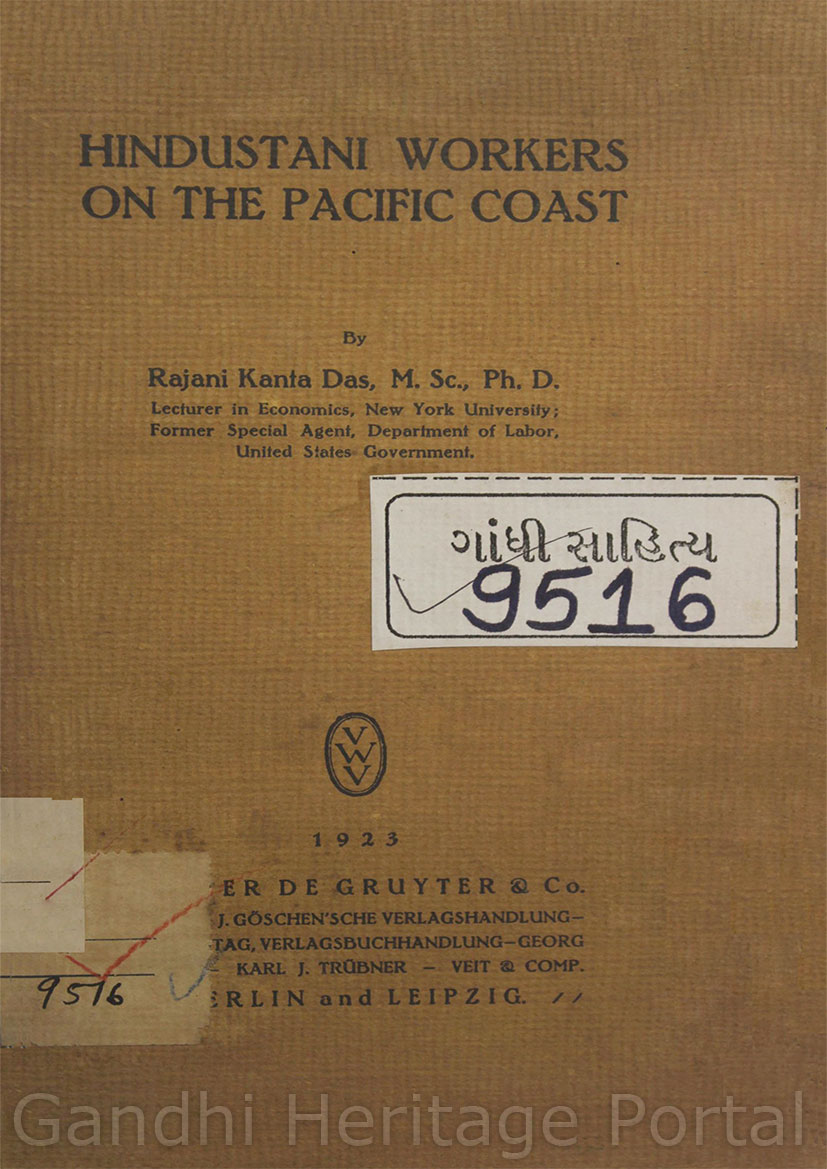 HINDUSTANI WORKERS
ON THE PACIFIC COAST
By
Rajani Kanta Das, M. Sc., Ph. D.
Lecturer in Economics, New York University;
Former Special Agent, Department of Labor,
United States Government.
ગાંધી સાહિત્ય
9516
VWV
1923
ER DE GRUYTER & Co.
J. GÖSCHEN'SCHE VERLAGSHANDLUNG–
TAG, VERLAGSBUCHHANDLUNG–GEORG
– KARL J. TRÜBNER – VEIT & COMP.
9516
ERLIN and LEIPZIG.
Gandhi Heritage Portal